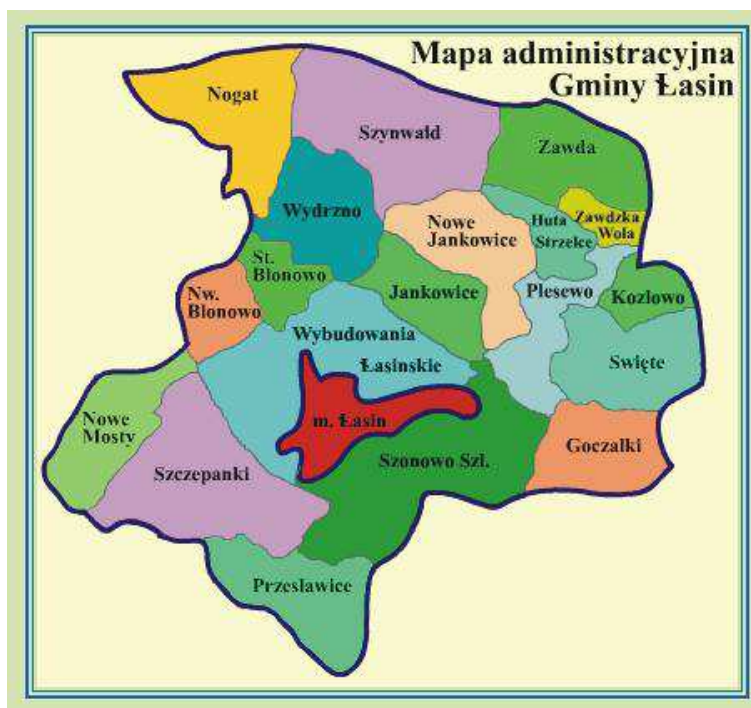 Mapa administracyjna
Gminy Łasin
Nogat
Szynwałd
Zawda
Wydrzno
Nowe
Jankowice
Huta
Strzelce
Zawdzka
Wola
St.
Blonowo
Nw.
Blonowo
Jankowice
Plesewo
Kozlowo
Wybudowania
Łasinskie
Swięte
Nowe
Mosty
m. Łasin
Szczepanki
Szonowo Szl.
Goczalki
Przeslawice